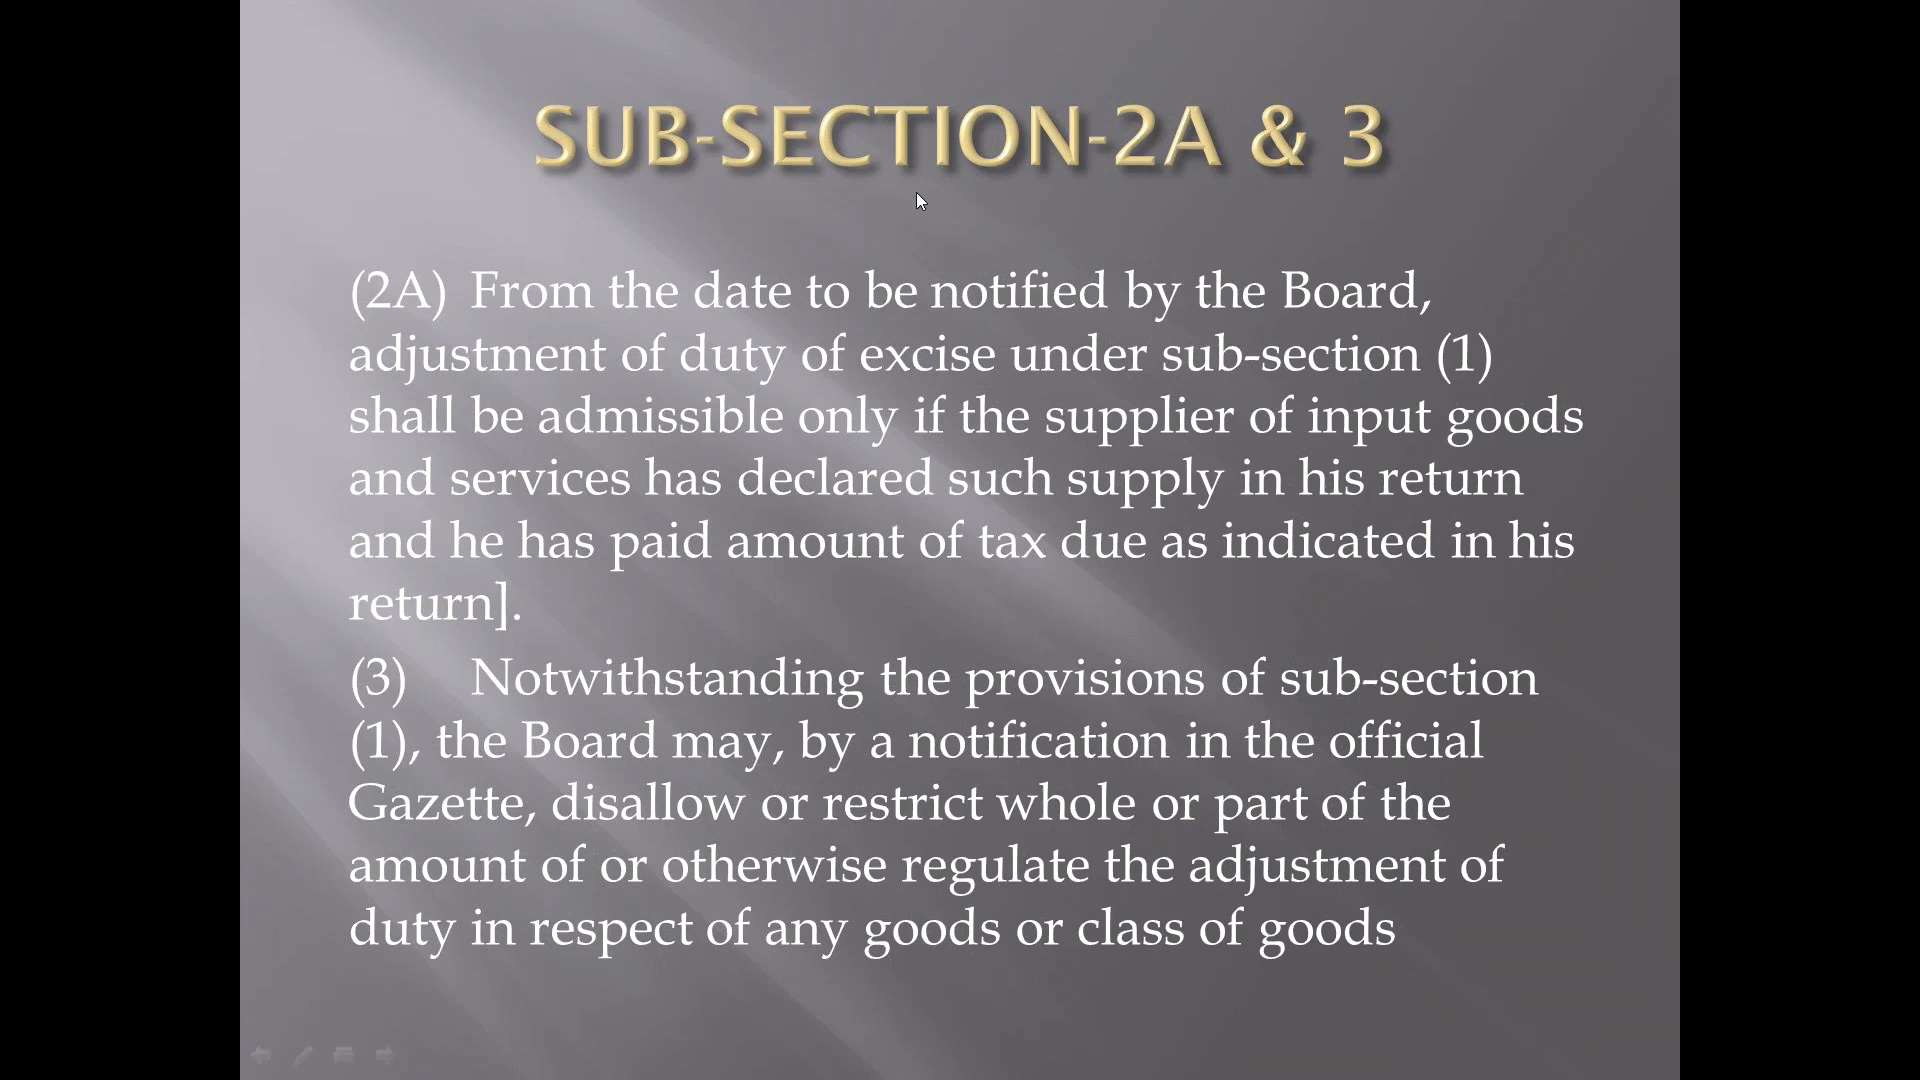 SUB-SECTION-2A & 3
(2A) From the date to be notified by the Board,
adjustment of duty of excise under sub-section (1)
shall be admissible only if the supplier of input goods
and services has declared such supply in his return
and he has paid amount of tax due as indicated in his
return].
(3) Notwithstanding the provisions of sub-section
(1), the Board may, by a notification in the official
Gazette, disallow or restrict whole or part of the
amount of or otherwise regulate the adjustment of
duty in respect of any goods or class of goods